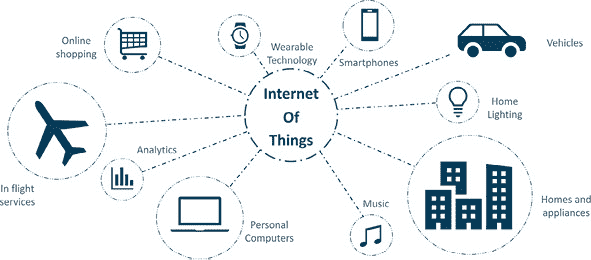 Online
shopping
Wearable
Technology
Smartphones
Vehicles
Internet
Of
Things
Home
Lighting
Analytics
In flight
services
Personal
Computers
Music
Homes and
appliances